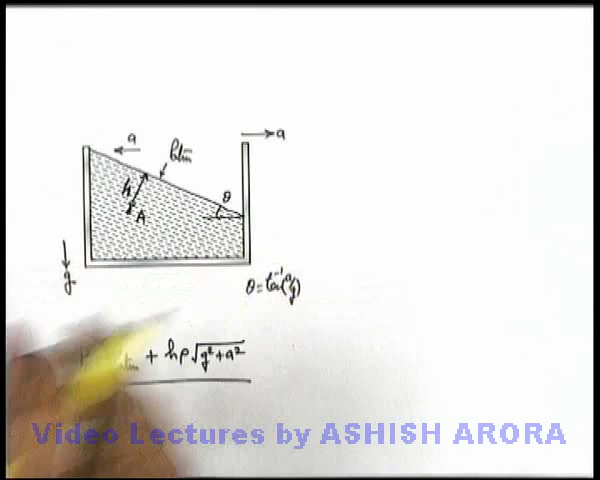 a
a
Patm
θ
h
A
g
θ = tan⁻¹(a/g)
+ hρ√g²+a²
Video Lectures by ASHISH ARORA